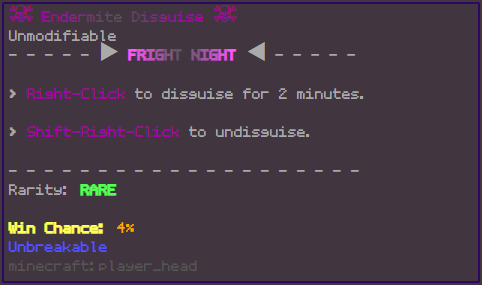 ☠ Endermite Disguise ☠
Unmodifiable
- - - - - ▶ FRIGHT NIGHT ◀ - - - - -
> Right-Click to disguise for 2 minutes.
> Shift-Right-Click to undisguise.
- - - - - - - - - - - - - - - - - - - -
Rarity: RARE
Win Chance: 4%
Unbreakable
minecraft:player_head